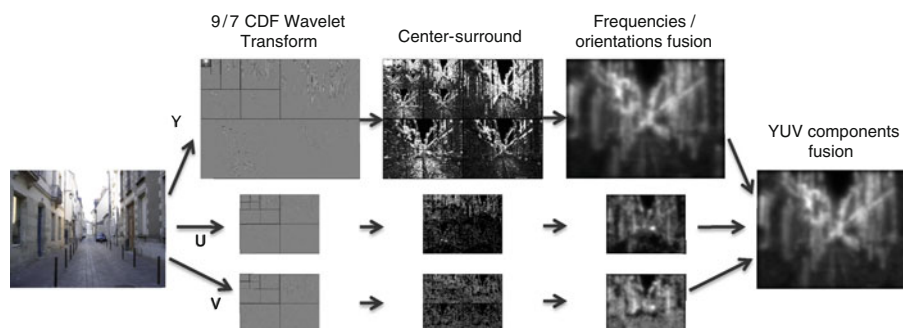 9/7 CDF Wavelet
Transform
Center-surround
Frequencies /
orientations fusion
Y
YUV components
fusion
U
V